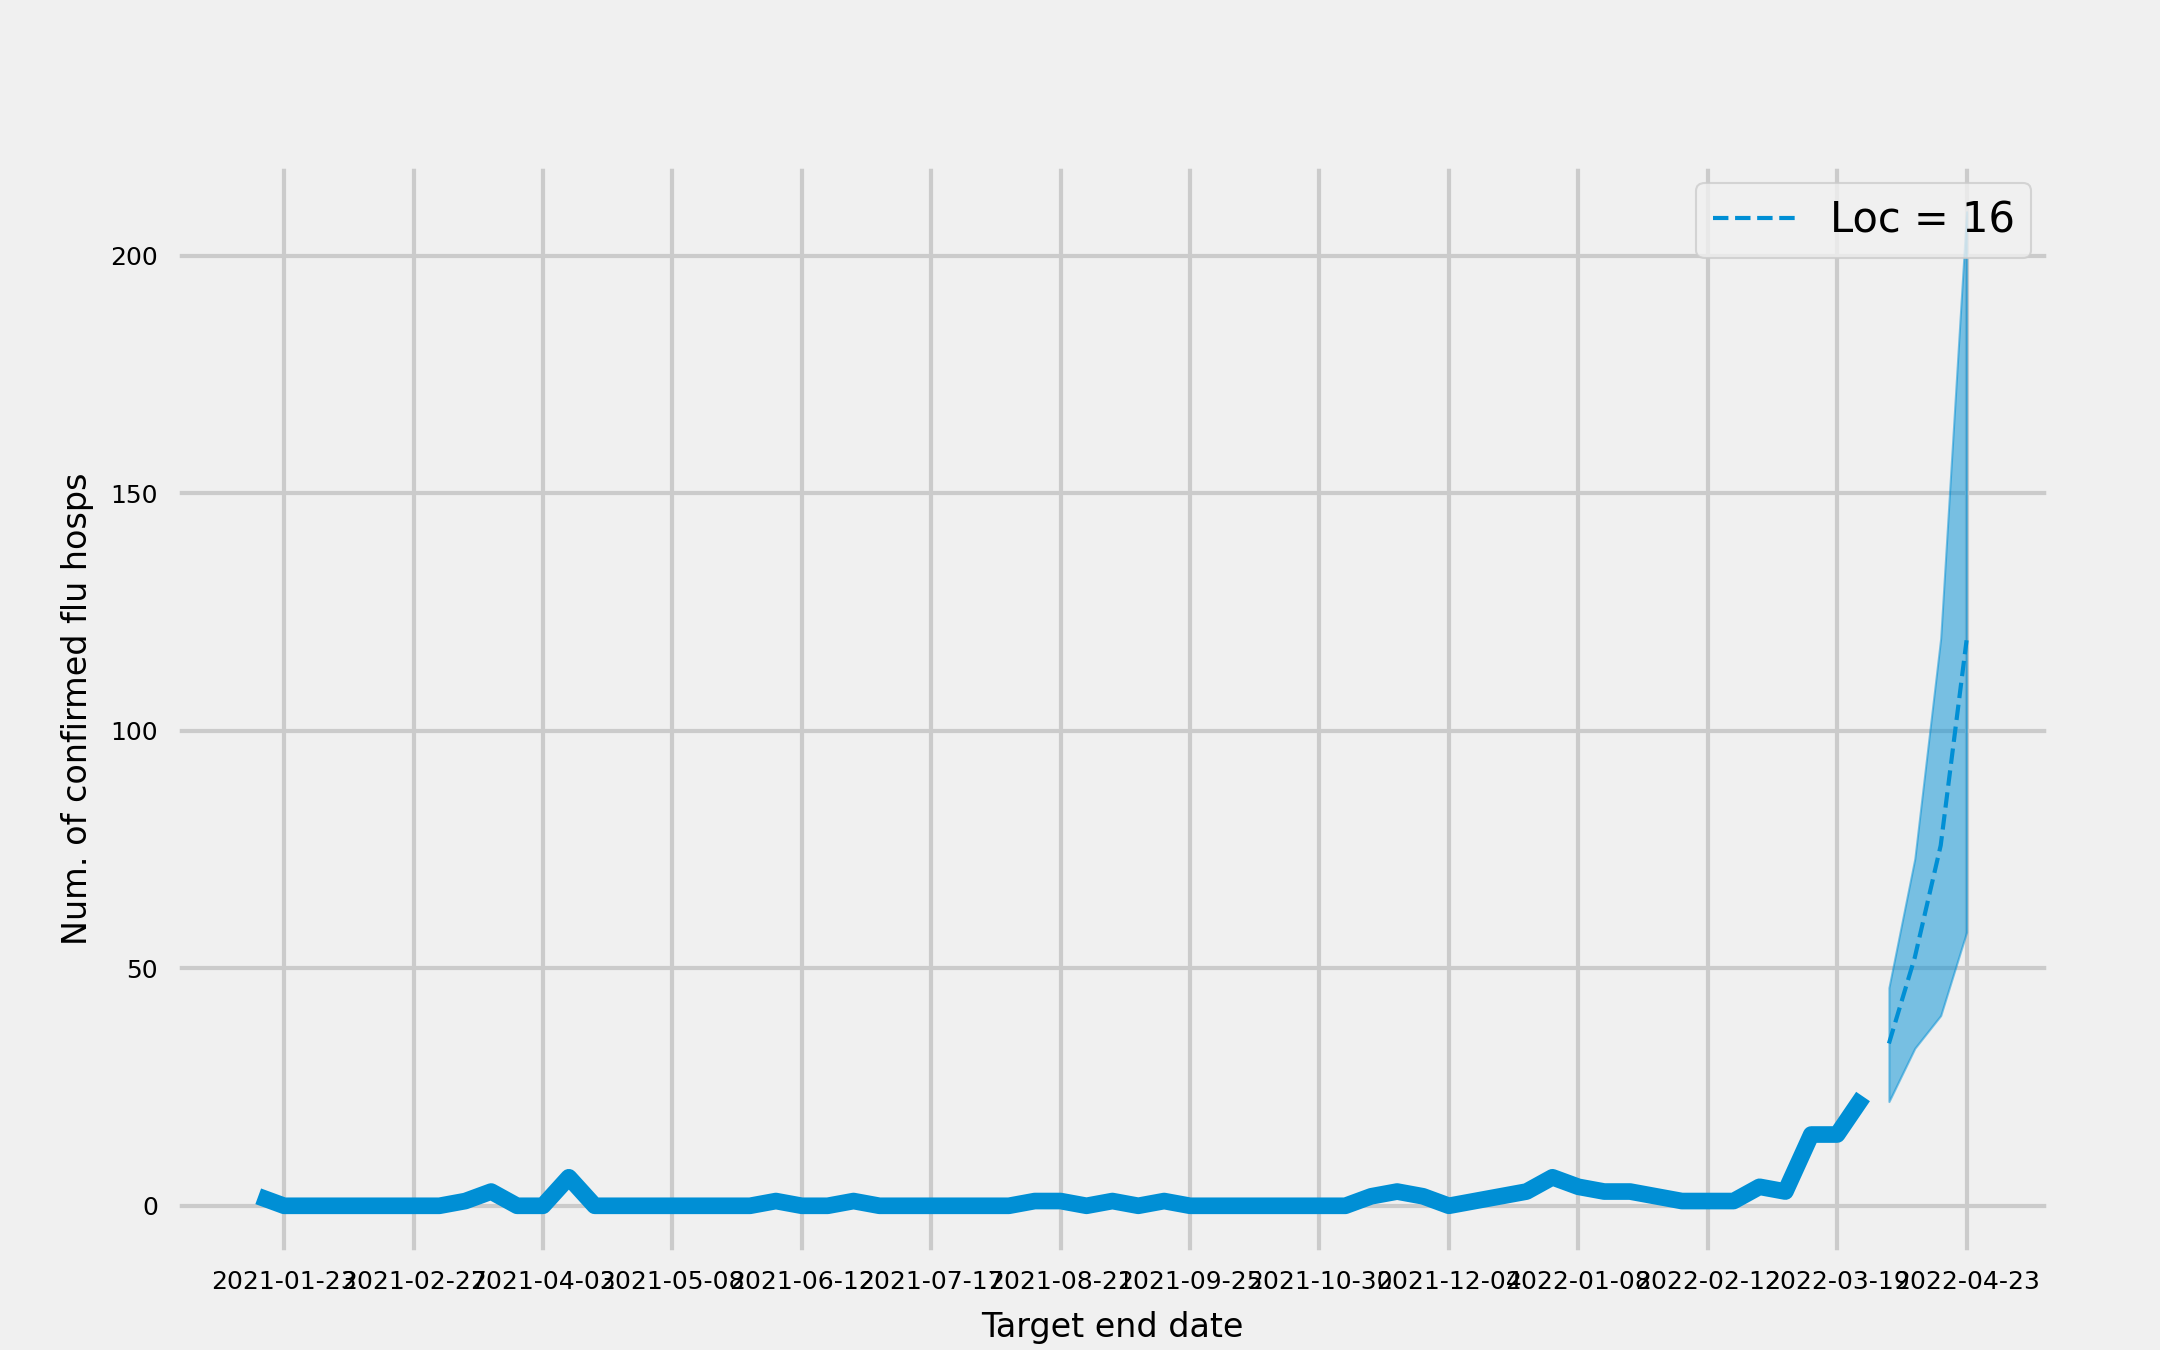 Loc = 16
200
150
100
50
0
Num. of confirmed flu hosps
2021-01-23 2021-02-27 2021-04-03 2021-05-08 2021-06-12 2021-07-17 2021-08-21 2021-09-25 2021-10-30 2021-12-04 2022-01-08 2022-02-12 2022-03-19 2022-04-23
Target end date